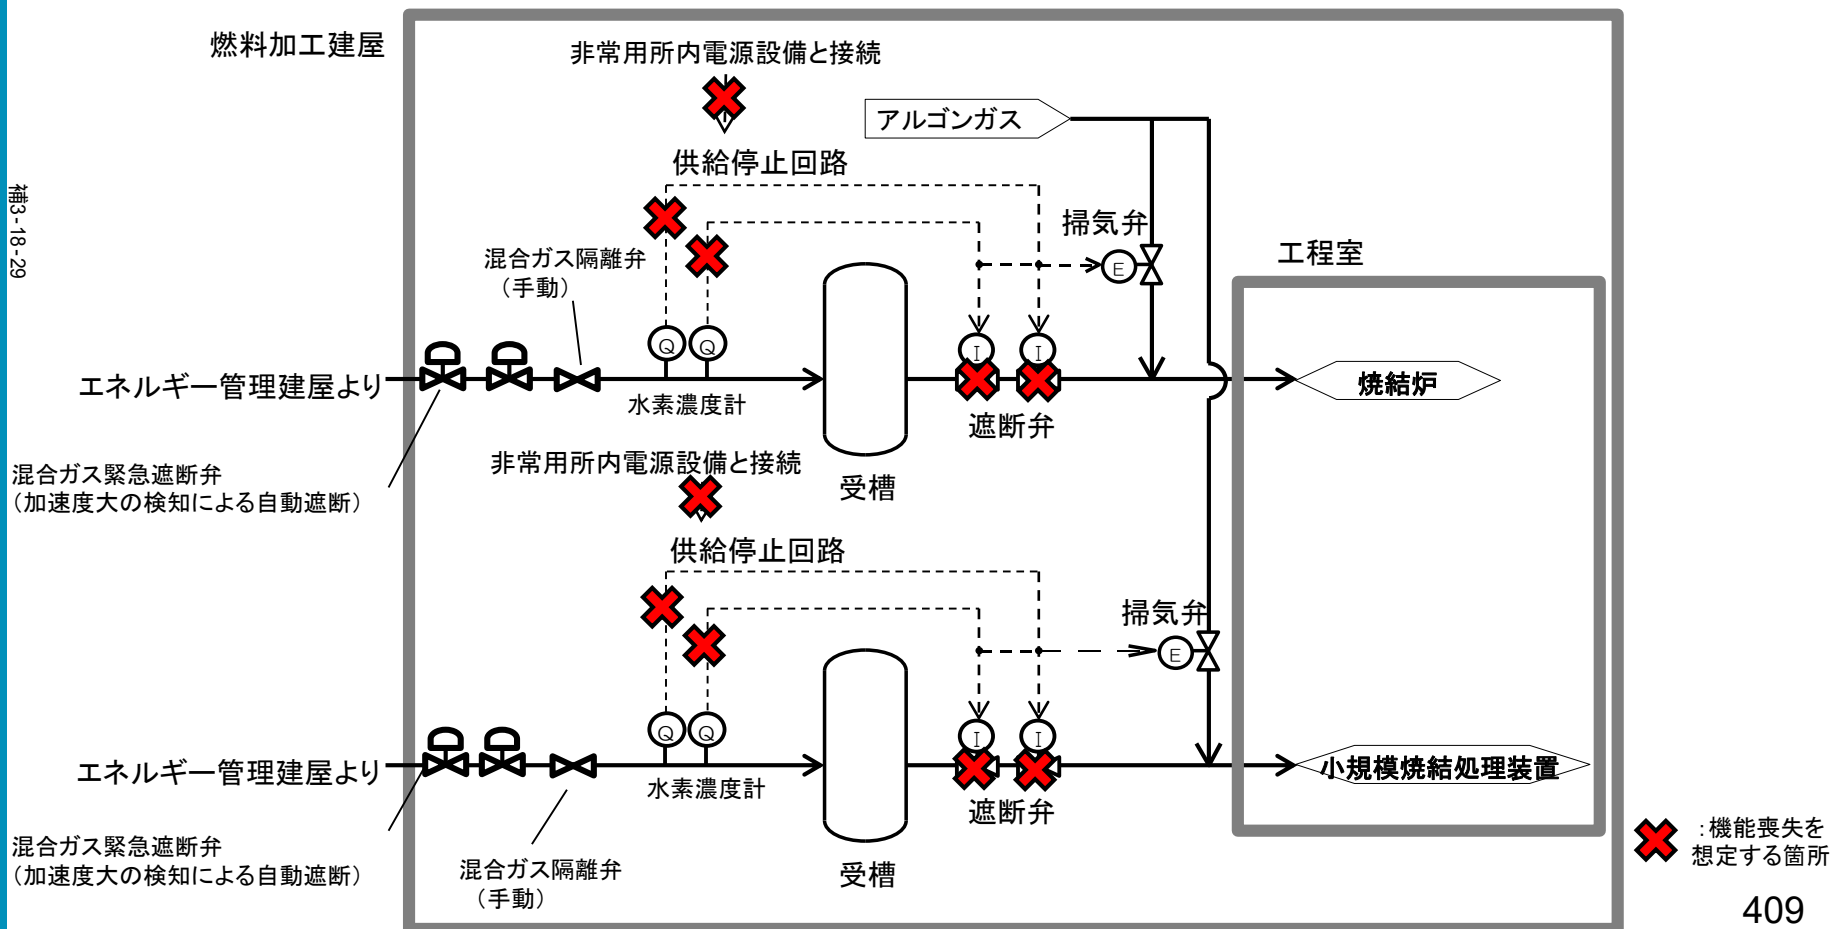 燃料加工建屋
非常用所内電源設備と接続
アルゴンガス
供給停止回路
掃気弁
補3-18-29
混合ガス隔離弁
（手動）
工程室
E
Q
Q
I
I
エネルギー管理建屋より
水素濃度計
焼結炉
遮断弁
混合ガス緊急遮断弁
（加速度大の検知による自動遮断）
受槽
非常用所内電源設備と接続
供給停止回路
掃気弁
E
Q
Q
I
I
エネルギー管理建屋より
水素濃度計
小規模焼結処理装置
遮断弁
混合ガス緊急遮断弁
（加速度大の検知による自動遮断）
混合ガス隔離弁
（手動）
受槽
：機能喪失を
想定する箇所
409